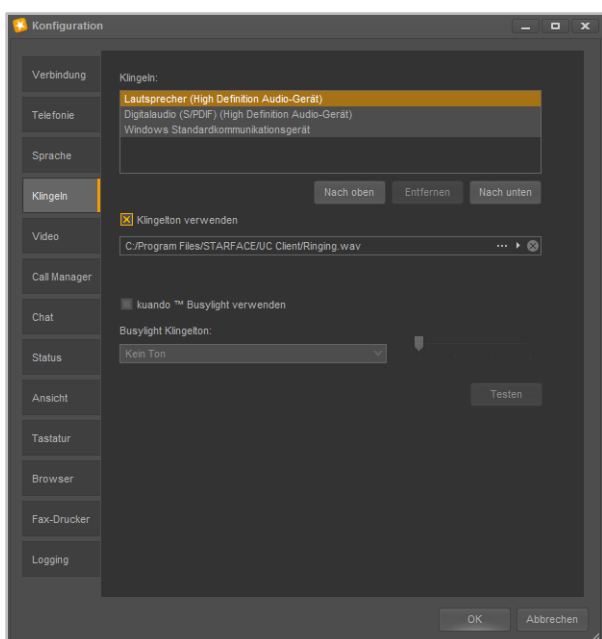 Konfiguration
Verbindung
Telefonie
Sprache
Klingeln
Video
Call Manager
Chat
Status
Ansicht
Tastatur
Browser
Fax-Drucker
Logging
Klingeln:
Lautsprecher (High Definition Audio-Gerät)
Digitalaudio (S/PDIF) (High Definition Audio-Gerät)
Windows Standardkommunikationsgerät
Nach oben Entfernen Nach unten
Klingelton verwenden
C:/Program Files/STARFACE/UC Client/Ringing.wav ...
kuando ™ Busylight verwenden
Busylight Klingelton:
Kein Ton
Testen
OK Abbrechen